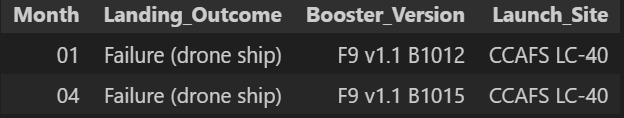 Month Landing_Outcome Booster_Version Launch_Site
01 Failure (drone ship) F9 v1.1 B1012 CCAFS LC-40
04 Failure (drone ship) F9 v1.1 B1015 CCAFS LC-40